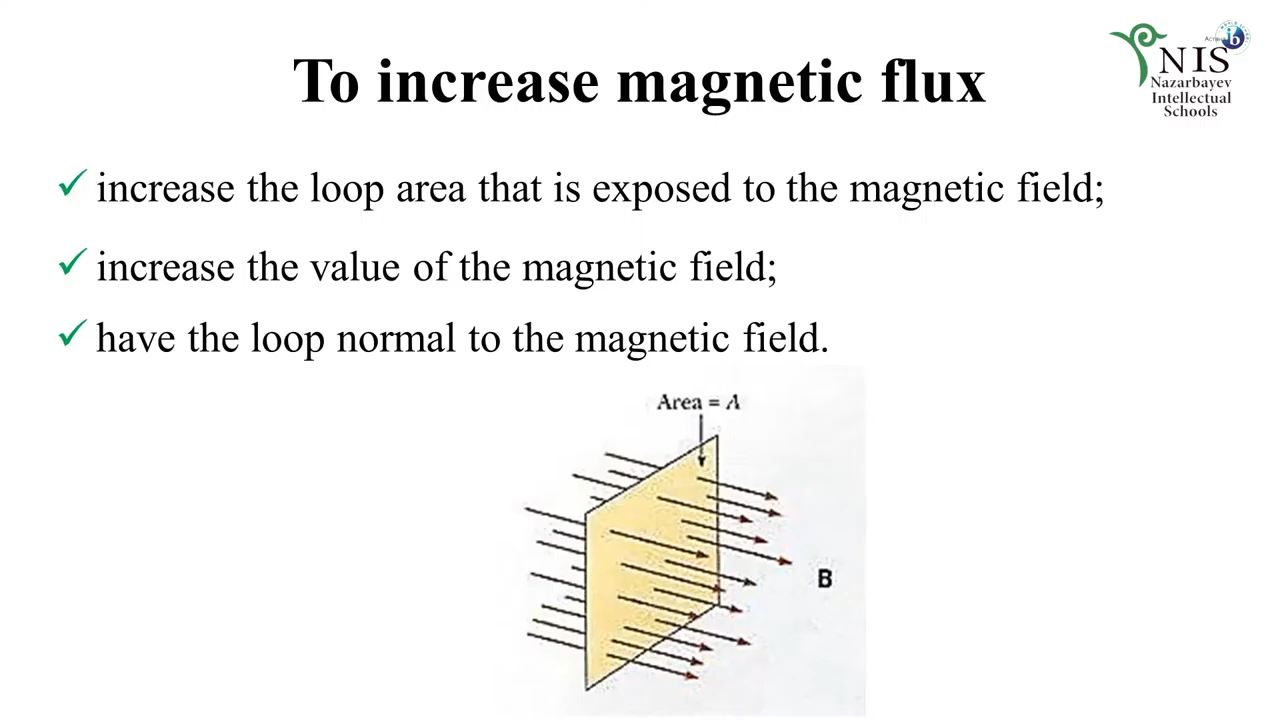 To increase magnetic flux
NIS
Nazarbayev
Intellectual
Schools
✓ increase the loop area that is exposed to the magnetic field;
✓ increase the value of the magnetic field;
✓ have the loop normal to the magnetic field.
Area = A
B